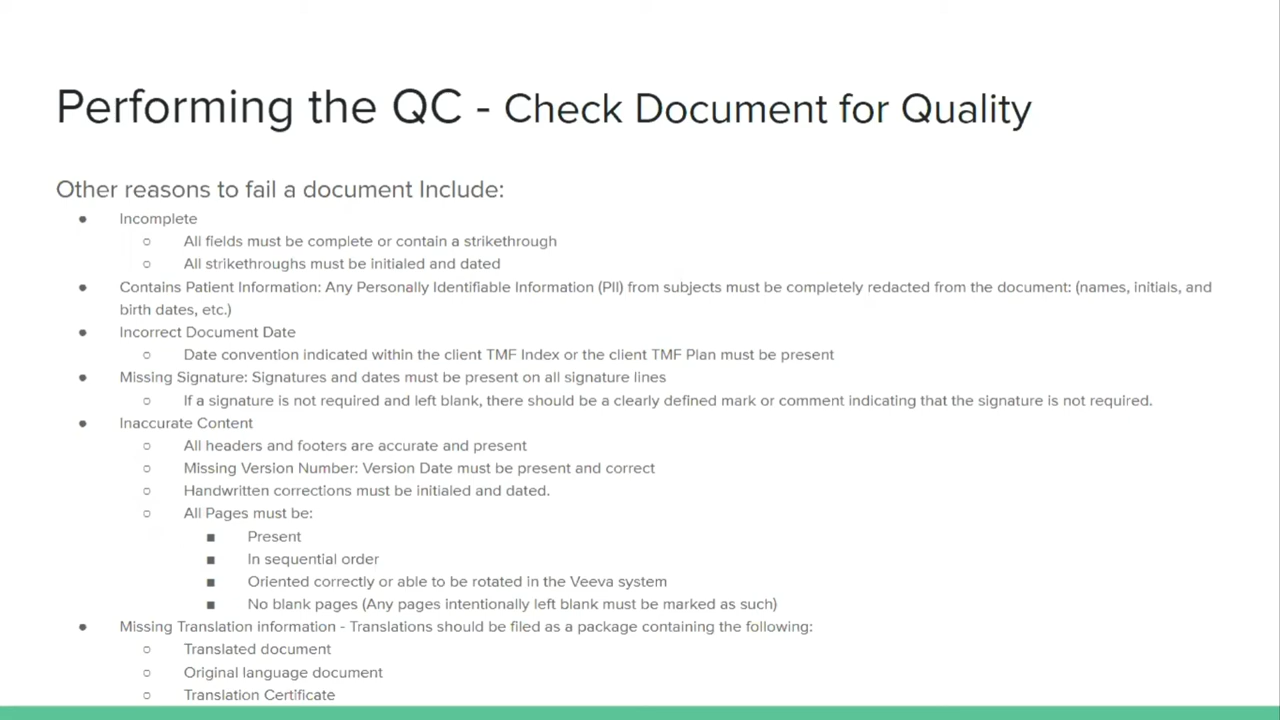 Performing the QC - Check Document for Quality
Other reasons to fail a document Include:
● Incomplete
○ All fields must be complete or contain a strikethrough
○ All strikethroughs must be initialed and dated
● Contains Patient Information: Any Personally Identifiable Information (PII) from subjects must be completely redacted from the document: (names, initials, and
birth dates, etc.)
● Incorrect Document Date
○ Date convention indicated within the client TMF Index or the client TMF Plan must be present
● Missing Signature: Signatures and dates must be present on all signature lines
○ If a signature is not required and left blank, there should be a clearly defined mark or comment indicating that the signature is not required.
● Inaccurate Content
○ All headers and footers are accurate and present
○ Missing Version Number: Version Date must be present and correct
○ Handwritten corrections must be initialed and dated.
○ All Pages must be:
■ Present
■ In sequential order
■ Oriented correctly or able to be rotated in the Veeva system
■ No blank pages (Any pages intentionally left blank must be marked as such)
● Missing Translation information - Translations should be filed as a package containing the following:
○ Translated document
○ Original language document
○ Translation Certificate